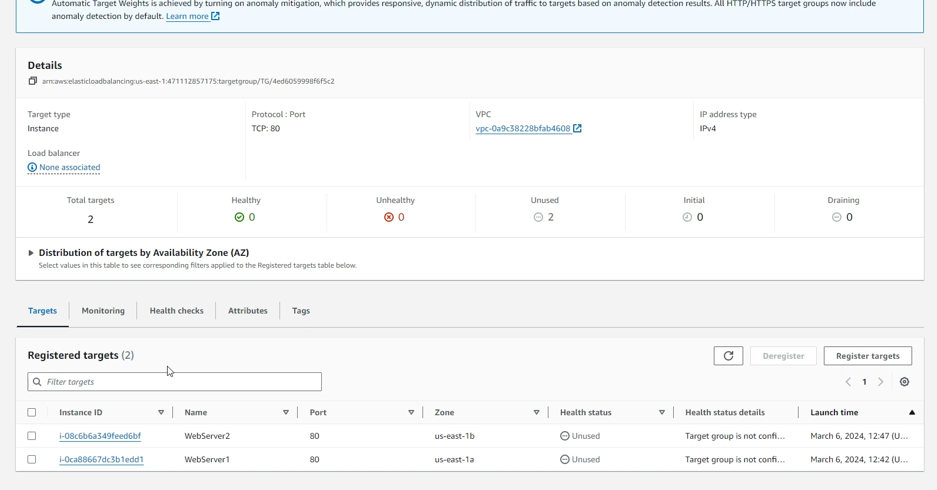 Automatic Target Weights is achieved by turning on anomaly mitigation, which provides responsive, dynamic distribution of traffic to targets based on anomaly detection results. All HTTP/HTTPS target groups now include
anomaly detection by default. Learn more
Details
arn:aws:elasticloadbalancing:us-east-1:471112857175:targetgroup/TG/4ed6059998f6f5c2
Target type
Instance
Protocol : Port
TCP: 80
VPC
vpc-0a9c38228bfab4608
IP address type
IPv4
Load balancer
None associated
Total targets
2
Healthy
0
Unhealthy
0
Unused
2
Initial
0
Draining
0
Distribution of targets by Availability Zone (AZ)
Select values in this table to see corresponding filters applied to the Registered targets table below.
Targets Monitoring Health checks Attributes Tags
Registered targets (2)
Deregister Register targets
Filter targets
1
Instance ID Name Port Zone Health status Health status details Launch time
i-08c6b6a349feed6bf WebServer2 80 us-east-1b Unused Target group is not confi... March 6, 2024, 12:47 (U...
i-0ca88667dc3b1edd1 WebServer1 80 us-east-1a Unused Target group is not confi... March 6, 2024, 12:42 (U...